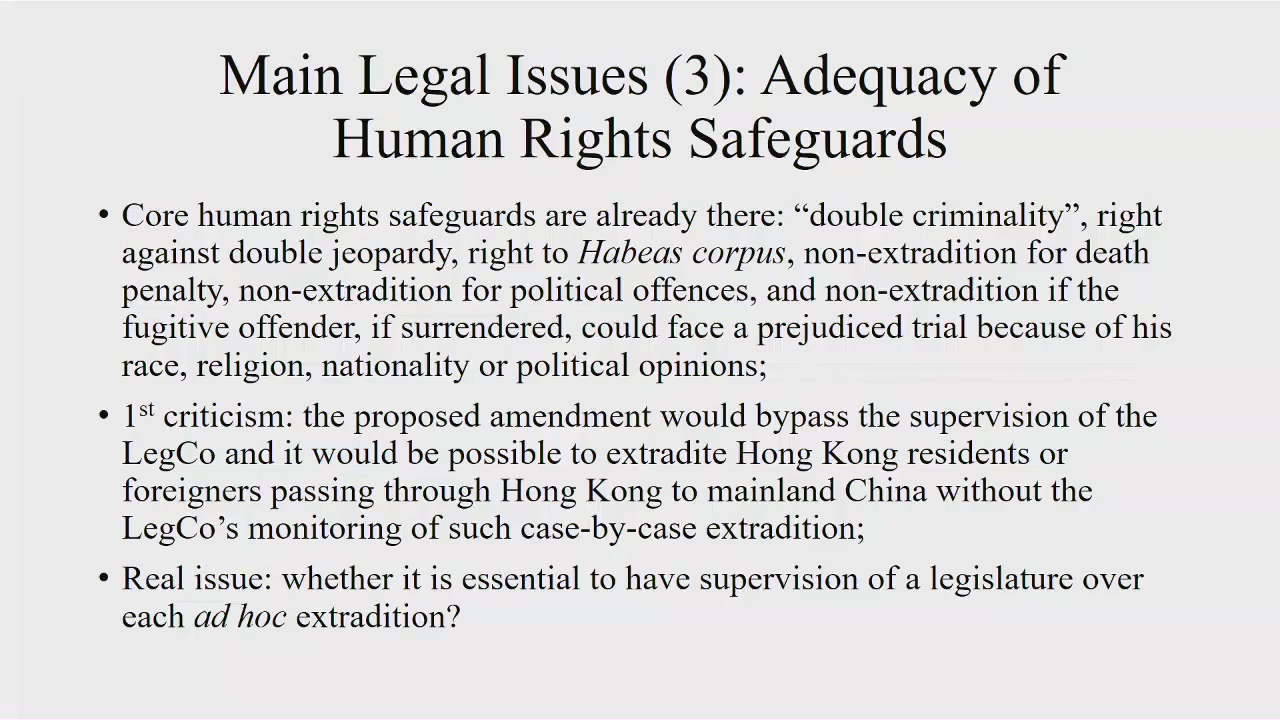 Main Legal Issues (3): Adequacy of
Human Rights Safeguards
• Core human rights safeguards are already there: “double criminality”, right
against double jeopardy, right to Habeas corpus, non-extradition for death
penalty, non-extradition for political offences, and non-extradition if the
fugitive offender, if surrendered, could face a prejudiced trial because of his
race, religion, nationality or political opinions;
• 1st criticism: the proposed amendment would bypass the supervision of the
LegCo and it would be possible to extradite Hong Kong residents or
foreigners passing through Hong Kong to mainland China without the
LegCo’s monitoring of such case-by-case extradition;
• Real issue: whether it is essential to have supervision of a legislature over
each ad hoc extradition?